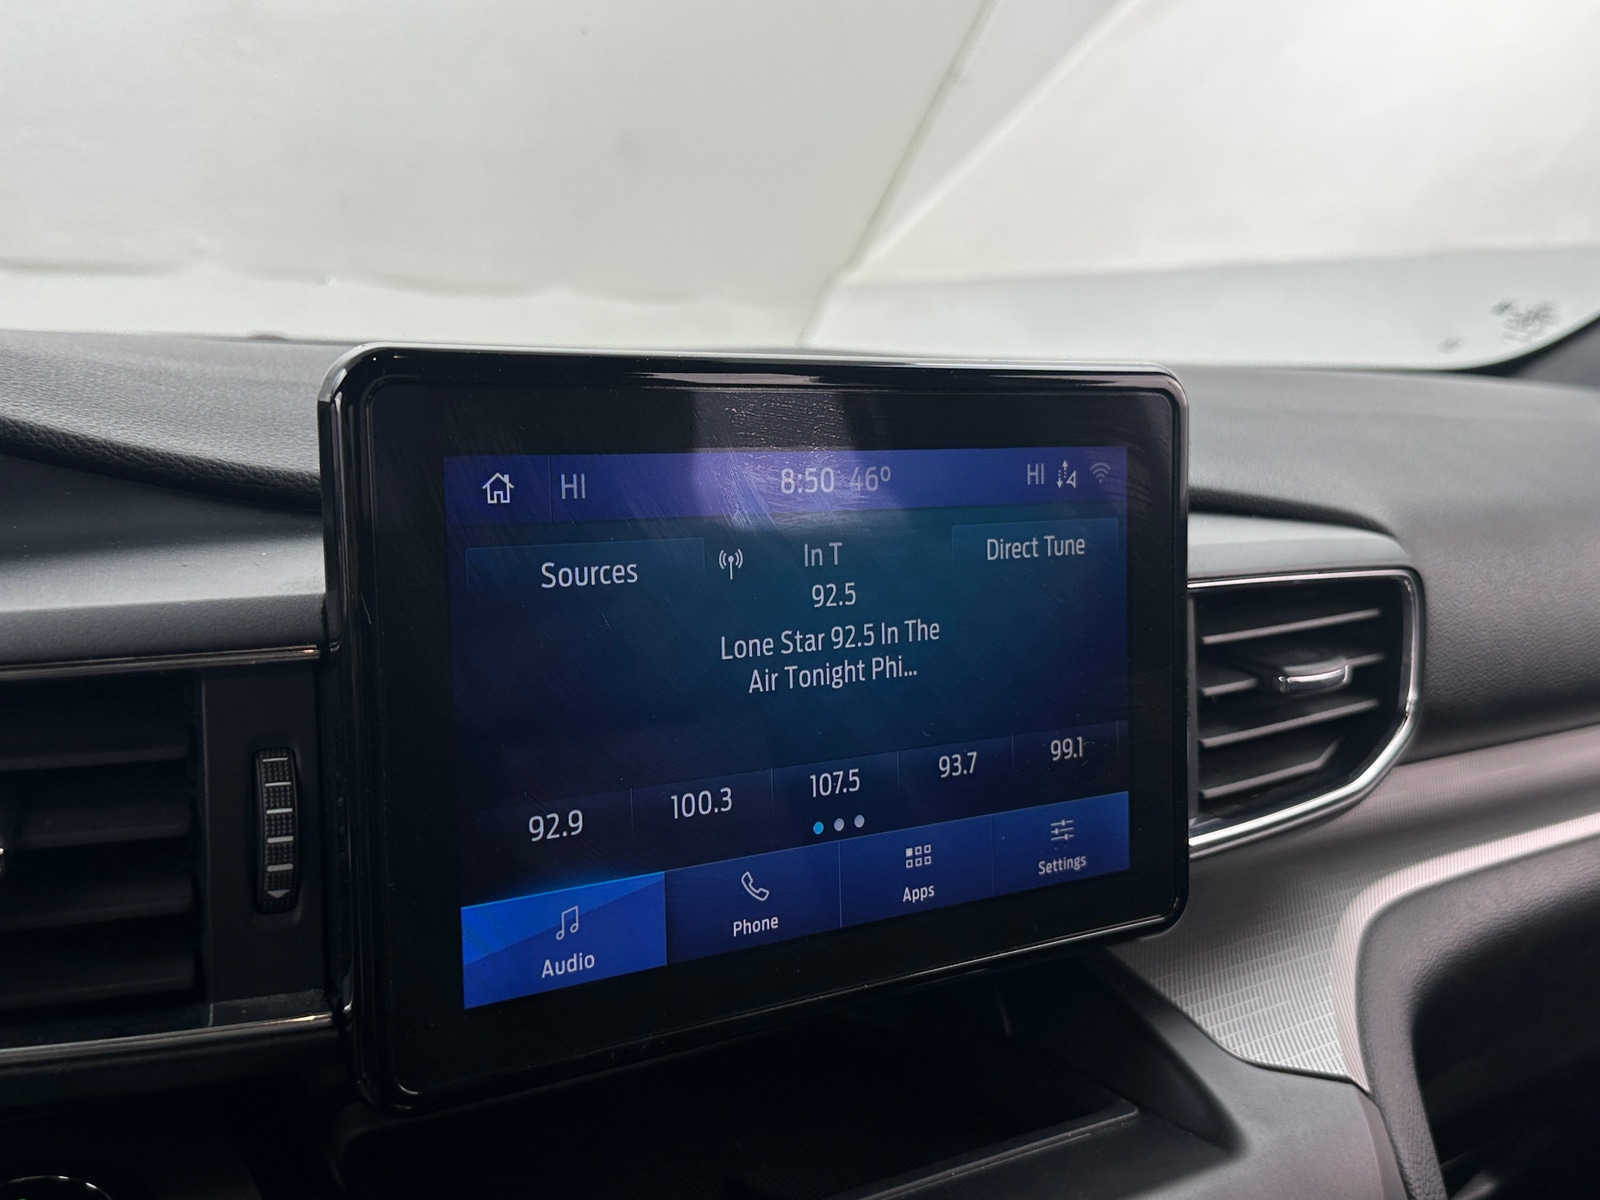 HI
8:50 46°
HI
Sources
In T
Direct Tune
92.5
Lone Star 92.5 In The
Air Tonight Phi...
92.9
100.3
107.5
93.7
99.1
Audio
Phone
Apps
Settings